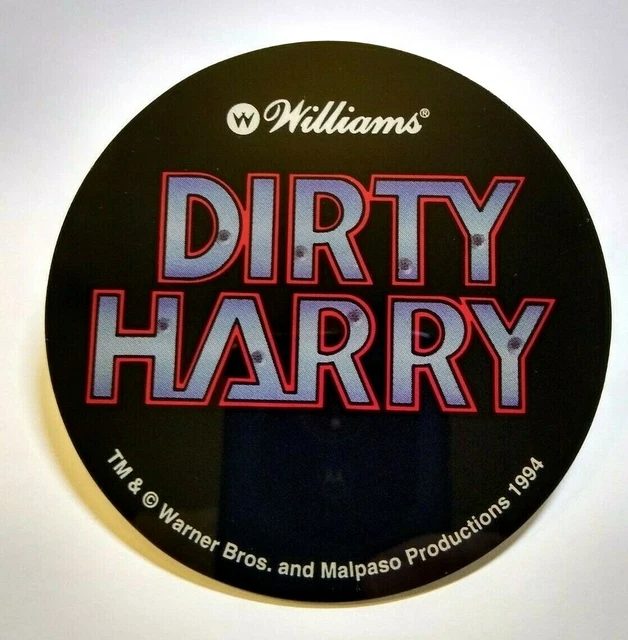 W Williams®
DIRTY
HARRY
TM & © Warner Bros. and Malpaso Productions 1994